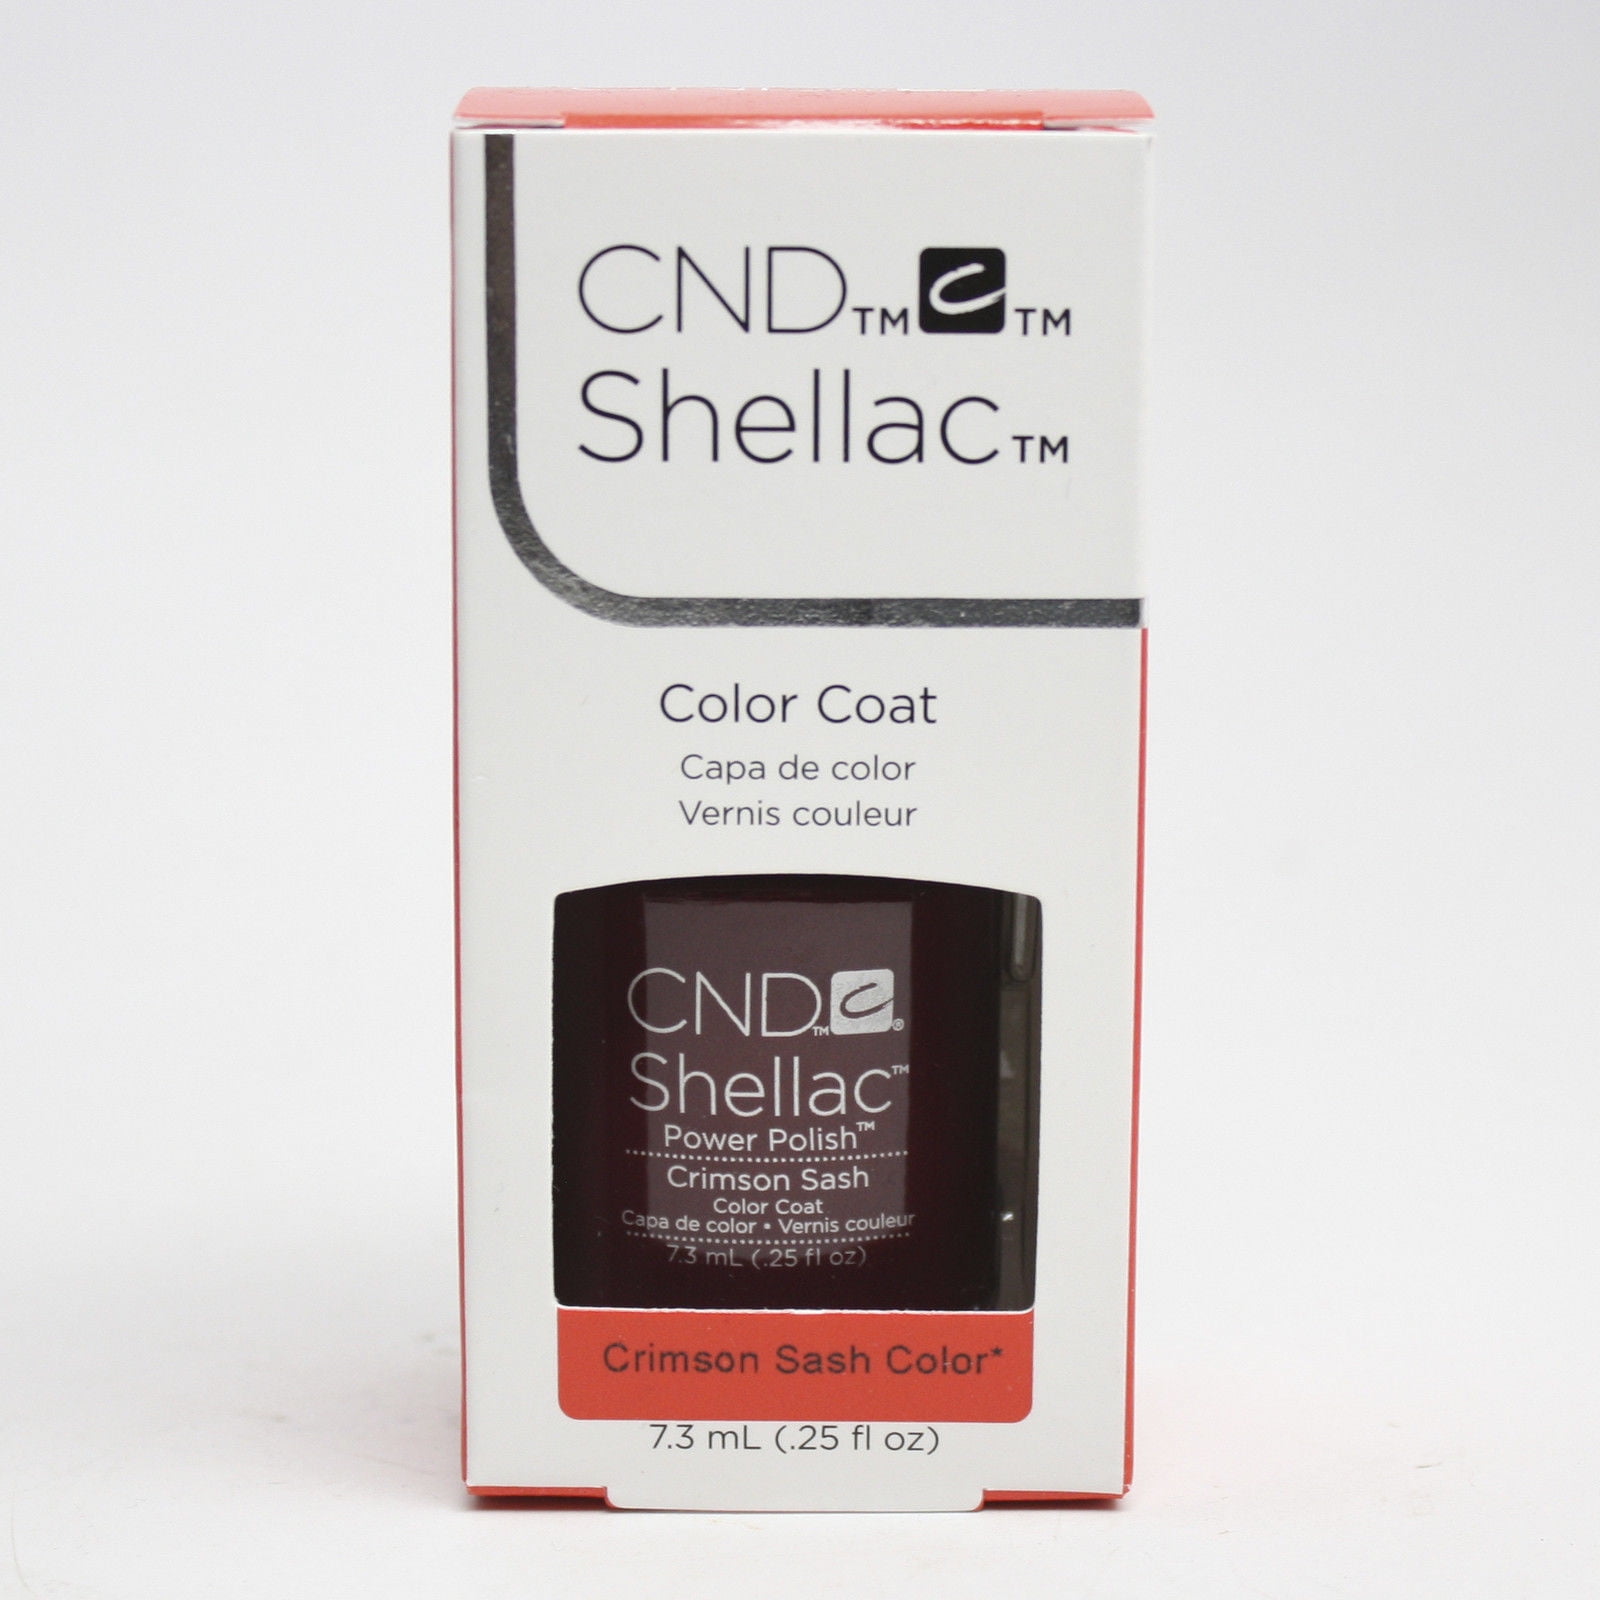 CND™ C™
Shellac™
Color Coat
Capa de color
Vernis couleur
CND™ C®
Shellac™
Power Polish™
Crimson Sash
Color Coat
Capa de color • Vernis couleur
7.3 mL (.25 fl oz)
Crimson Sash Color*
7.3 mL (.25 fl oz)